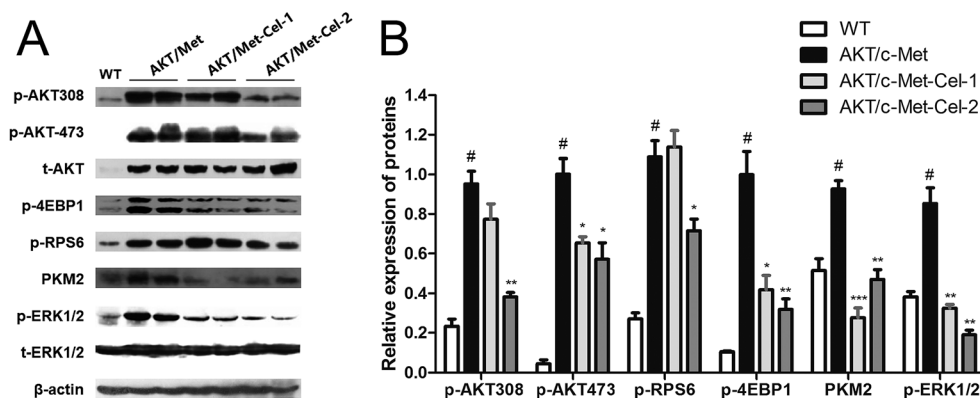 A
WT
AKT/Met
AKT/Met-Cel-1
AKT/Met-Cel-2
p-AKT308
p-AKT-473
t-AKT
p-4EBP1
p-RPS6
PKM2
p-ERK1/2
t-ERK1/2
β-actin
B
WT
AKT/c-Met
AKT/c-Met-Cel-1
AKT/c-Met-Cel-2
Relative expression of proteins
1.4
1.2
1.0
0.8
0.6
0.4
0.2
0.0
# ** # * * # * # * ** # *** ** # ** **
p-AKT308 p-AKT473 p-RPS6 p-4EBP1 PKM2 p-ERK1/2